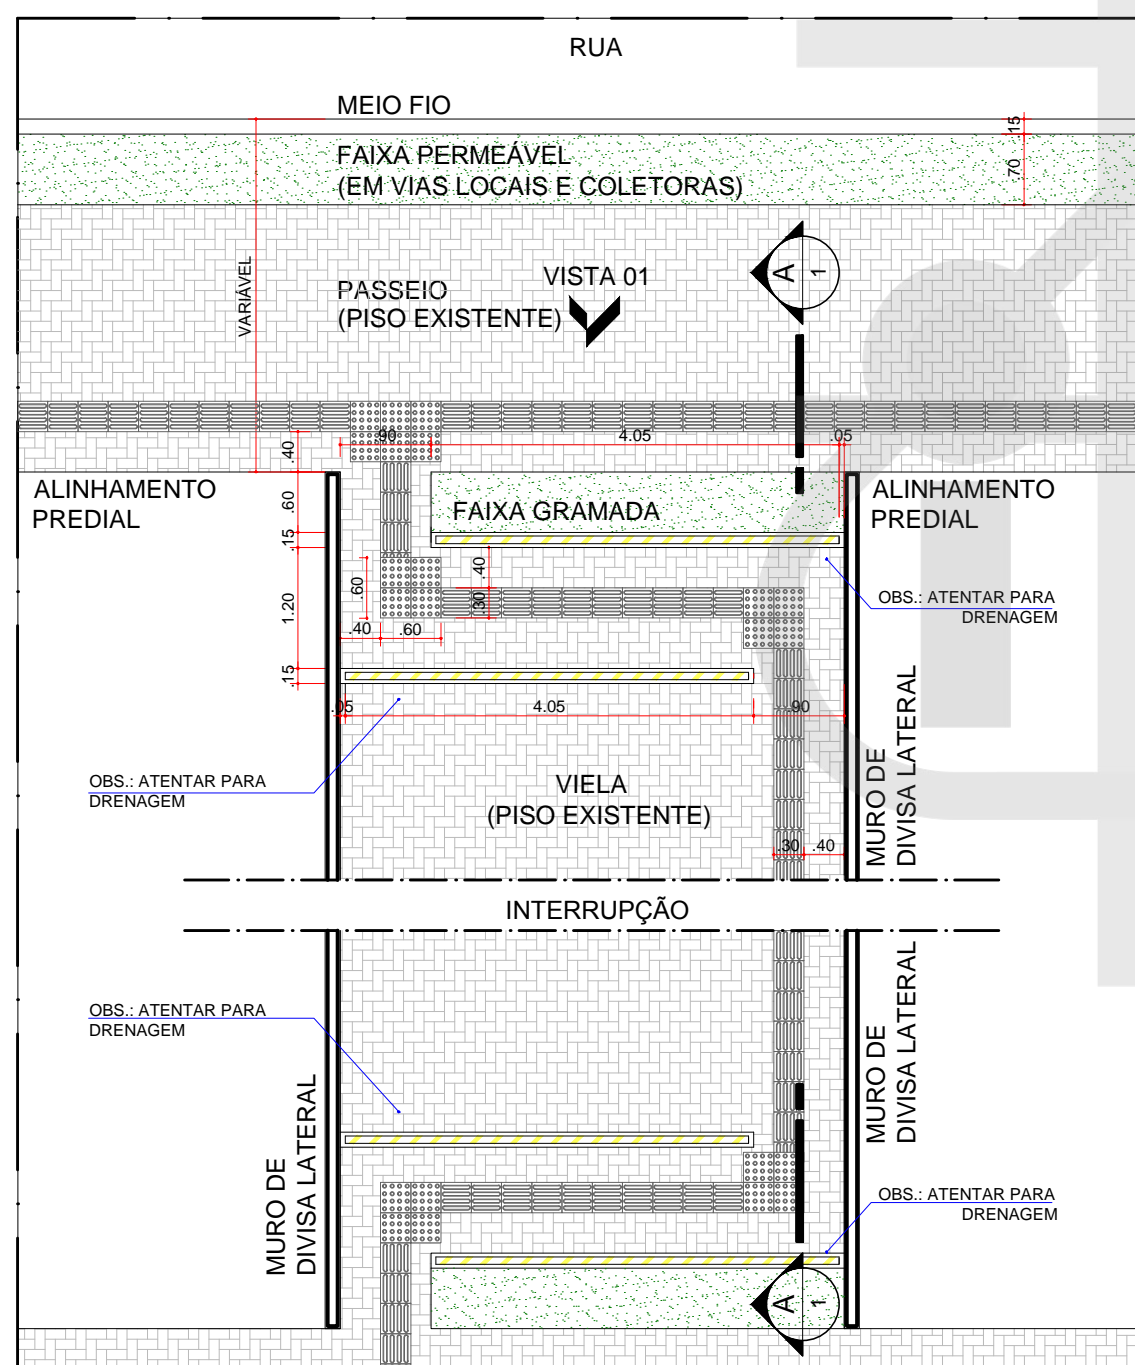 RUA
MEIO FIO
.15
FAIXA PERMEÁVEL
(EM VIAS LOCAIS E COLETORAS)
.70
VARIÁVEL
PASSEIO
(PISO EXISTENTE)
VISTA 01
A
1
.40
.90
4.05
.05
ALINHAMENTO
PREDIAL
.60
FAIXA GRAMADA
ALINHAMENTO
PREDIAL
.15
.40
.60
.30
1.20
OBS.: ATENTAR PARA
DRENAGEM
.40
.60
.15
.05
4.05
.90
OBS.: ATENTAR PARA
DRENAGEM
VIELA
(PISO EXISTENTE)
MURO DE
DIVISA LATERAL
.30
.40
INTERRUPÇÃO
OBS.: ATENTAR PARA
DRENAGEM
MURO DE
DIVISA LATERAL
MURO DE
DIVISA LATERAL
OBS.: ATENTAR PARA
DRENAGEM
A
1